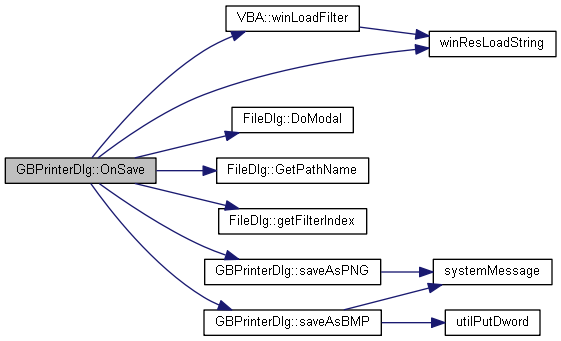 VBA::winLoadFilter
winResLoadString
FileDlg::DoModal
GBPrinterDlg::OnSave
FileDlg::GetPathName
FileDlg::getFilterIndex
GBPrinterDlg::saveAsPNG
systemMessage
GBPrinterDlg::saveAsBMP
utilPutDword